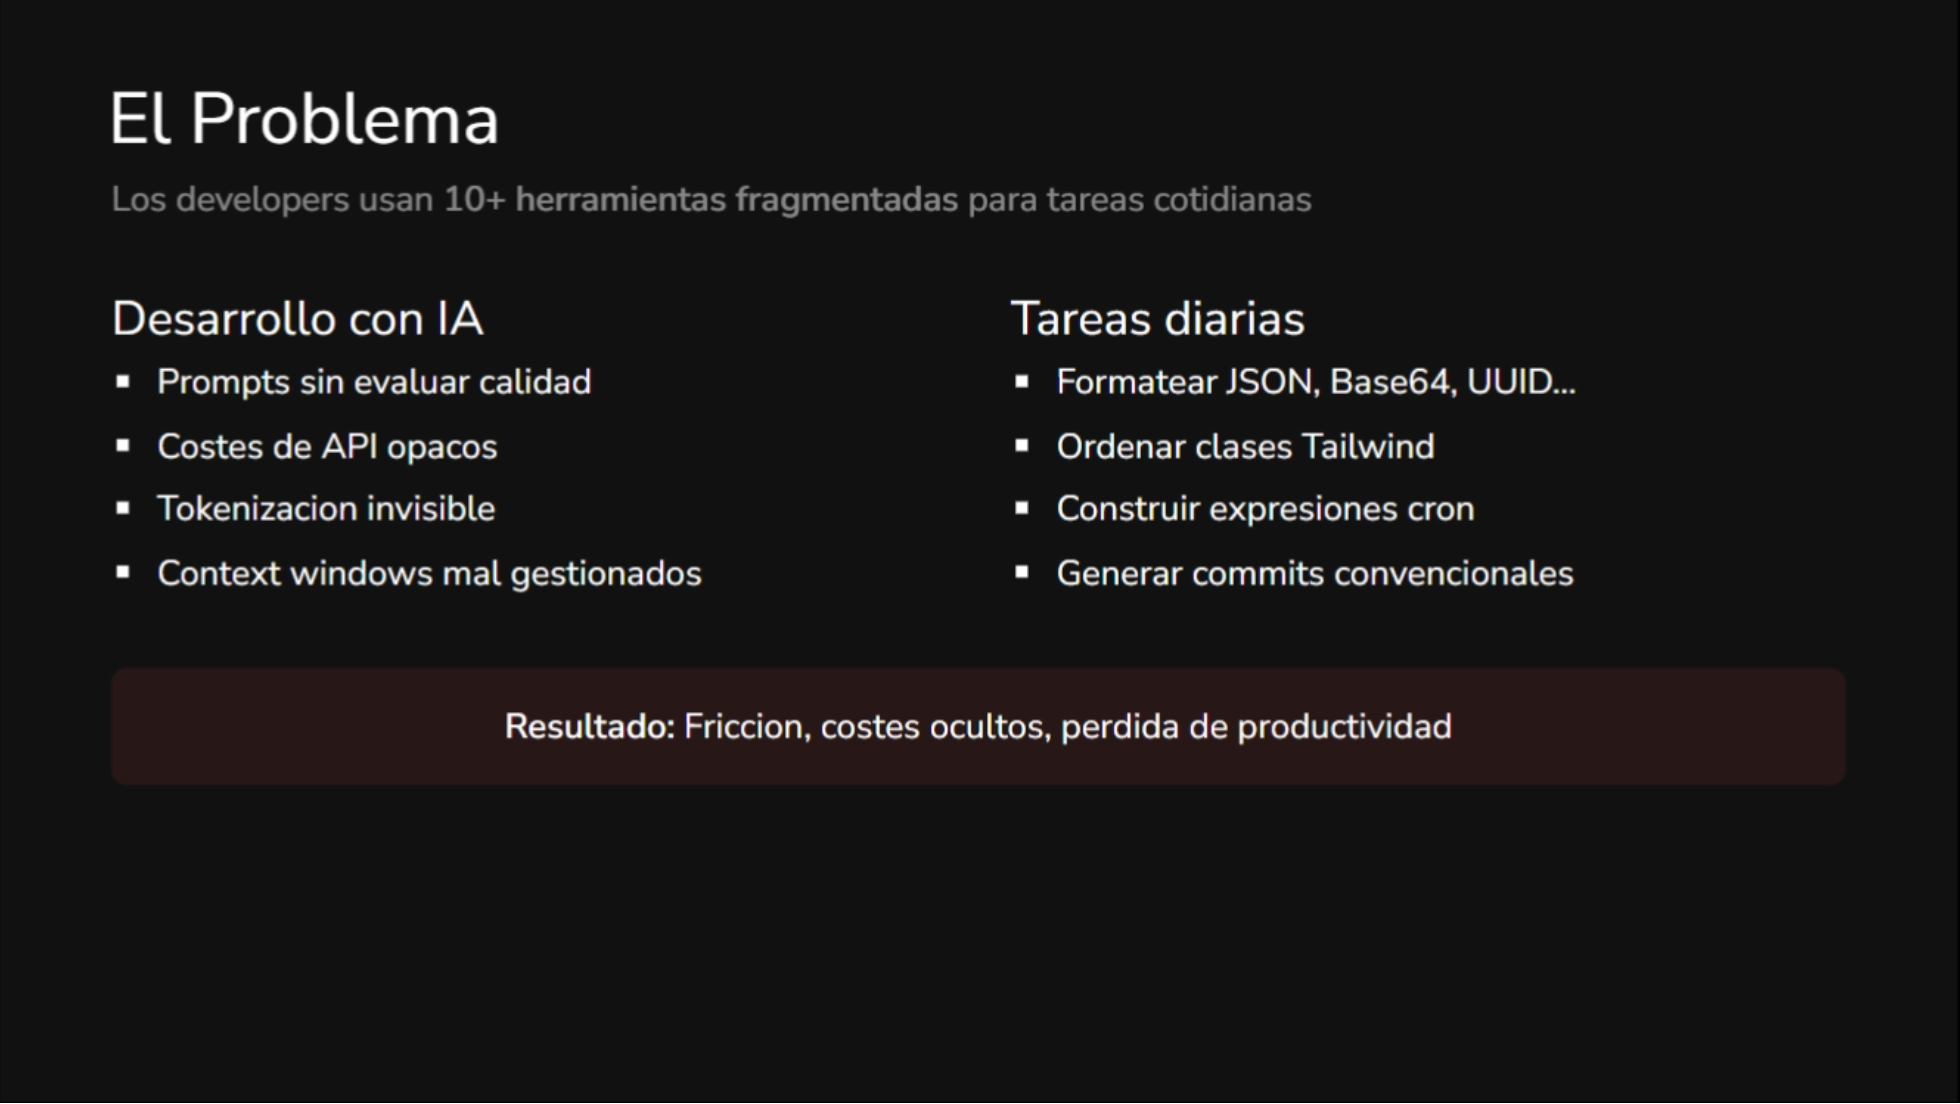 El Problema
Los developers usan 10+ herramientas fragmentadas para tareas cotidianas
Desarrollo con IA
Prompts sin evaluar calidad
Costes de API opacos
Tokenizacion invisible
Context windows mal gestionados
Tareas diarias
Formatear JSON, Base64, UUID...
Ordenar clases Tailwind
Construir expresiones cron
Generar commits convencionales
Resultado: Friccion, costes ocultos, perdida de productividad